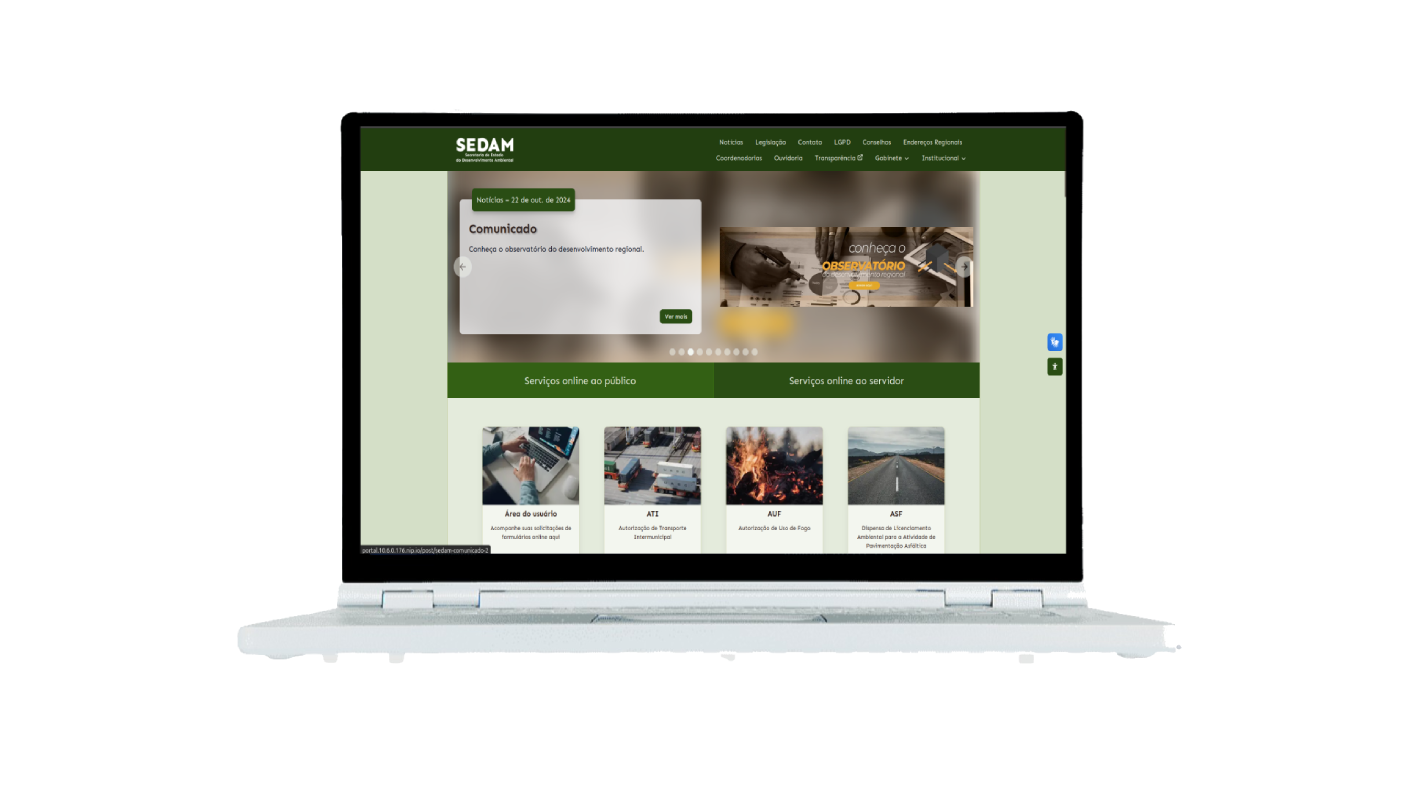 SEDAM
Secretaria de Estado
do Desenvolvimento Ambiental
Notícias Legislação Contato LGPD Conselhos Endereços Regionais
Coordenadorias Ouvidoria Transparência Gabinete Institucional
Notícias - 22 de out. de 2024
Comunicado
Conheça o observatório do desenvolvimento regional.
Ver mais
conheça o
OBSERVATÓRIO
do desenvolvimento regional
Serviços online ao público
Serviços online ao servidor
Área do usuário
Acompanhe suas solicitações de
formulários online aqui
ATI
Autorização de Transporte
Intermunicipal
AUF
Autorização de Uso de Fogo
ASF
Dispensa de Licenciamento
Ambiental para a Atividade de
Pavimentação Asfáltica
portal.10.6.0.176.nip.io/post/sedam-comunicado-2